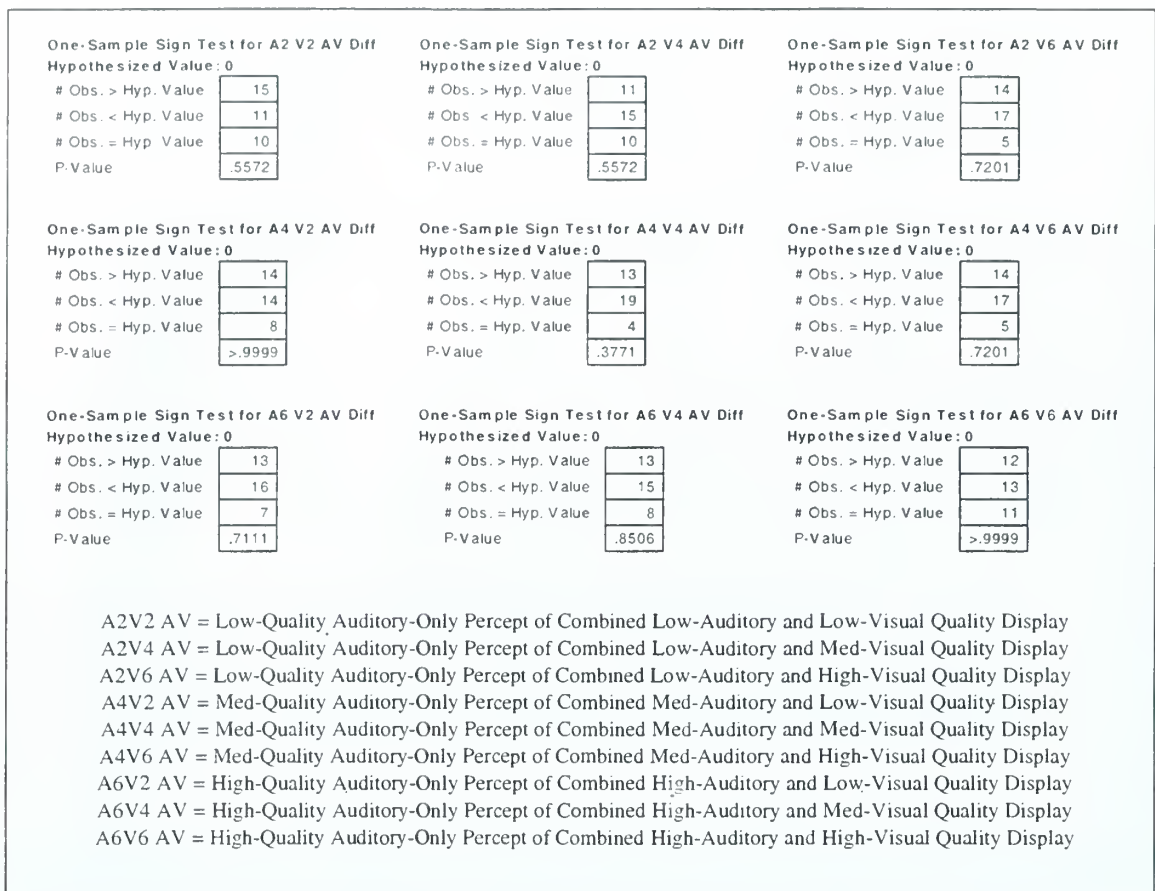 One-Sample Sign Test for A2 V2 AV Diff
Hypothesized Value: 0
# Obs. > Hyp. Value 15
# Obs. < Hyp. Value 11
# Obs. = Hyp Value 10
P-Value .5572
One-Sample Sign Test for A2 V4 AV Diff
Hypothesized Value: 0
# Obs. > Hyp. Value 11
# Obs < Hyp. Value 15
# Obs. = Hyp. Value 10
P-Value .5572
One-Sample Sign Test for A2 V6 AV Diff
Hypothesized Value: 0
# Obs. > Hyp. Value 14
# Obs. < Hyp. Value 17
# Obs. = Hyp. Value 5
P-Value .7201
One-Sample Sign Test for A4 V2 AV Diff
Hypothesized Value: 0
# Obs. > Hyp. Value 14
# Obs. < Hyp. Value 14
# Obs. = Hyp. Value 8
P-Value >.9999
One-Sample Sign Test for A4 V4 AV Diff
Hypothesized Value: 0
# Obs. > Hyp. Value 13
# Obs. < Hyp. Value 19
# Obs. = Hyp. Value 4
P-Value .3771
One-Sample Sign Test for A4 V6 AV Diff
Hypothesized Value: 0
# Obs. > Hyp. Value 14
# Obs. < Hyp. Value 17
# Obs. = Hyp. Value 5
P-Value .7201
One-Sample Sign Test for A6 V2 AV Diff
Hypothesized Value: 0
# Obs. > Hyp. Value 13
# Obs. < Hyp. Value 16
# Obs. = Hyp. Value 7
P-Value .7111
One-Sample Sign Test for A6 V4 AV Diff
Hypothesized Value: 0
# Obs. > Hyp. Value 13
# Obs. < Hyp. Value 15
# Obs. = Hyp. Value 8
P-Value .8506
One-Sample Sign Test for A6 V6 AV Diff
Hypothesized Value: 0
# Obs. > Hyp. Value 12
# Obs. < Hyp. Value 13
# Obs. = Hyp. Value 11
P-Value >.9999
A2V2 AV = Low-Quality Auditory-Only Percept of Combined Low-Auditory and Low-Visual Quality Display
A2V4 AV = Low-Quality Auditory-Only Percept of Combined Low-Auditory and Med-Visual Quality Display
A2V6 AV = Low-Quality Auditory-Only Percept of Combined Low-Auditory and High-Visual Quality Display
A4V2 AV = Med-Quality Auditory-Only Percept of Combined Med-Auditory and Low-Visual Quality Display
A4V4 AV = Med-Quality Auditory-Only Percept of Combined Med-Auditory and Med-Visual Quality Display
A4V6 AV = Med-Quality Auditory-Only Percept of Combined Med-Auditory and High-Visual Quality Display
A6V2 AV = High-Quality Auditory-Only Percept of Combined High-Auditory and Low-Visual Quality Display
A6V4 AV = High-Quality Auditory-Only Percept of Combined High-Auditory and Med-Visual Quality Display
A6V6 AV = High-Quality Auditory-Only Percept of Combined High-Auditory and High-Visual Quality Display